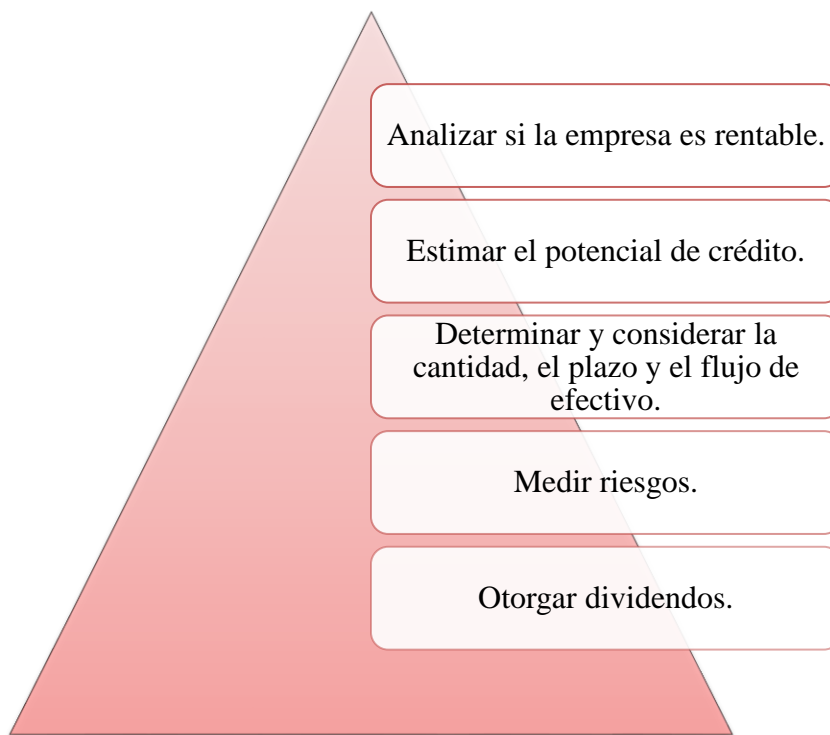 Analizar si la empresa es rentable.
Estimar el potencial de crédito.
Determinar y considerar la
cantidad, el plazo y el flujo de
efectivo.
Medir riesgos.
Otorgar dividendos.